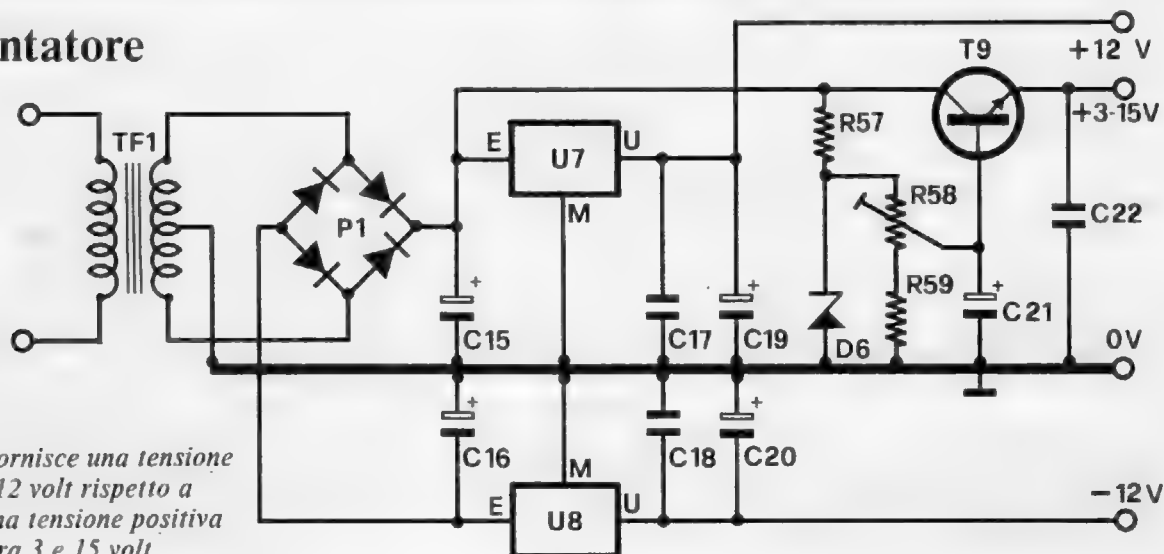 ntatore
TF1
P1
E
U7
U
M
T9
+12 V
+3-15V
R57
R58
R59
C22
C15
C17
C19
D6
C21
0V
C16
C18
C20
M
E
U8
U
-12V
ornisce una tensione
12 volt rispetto a
na tensione positiva
ra 3 e 15 volt